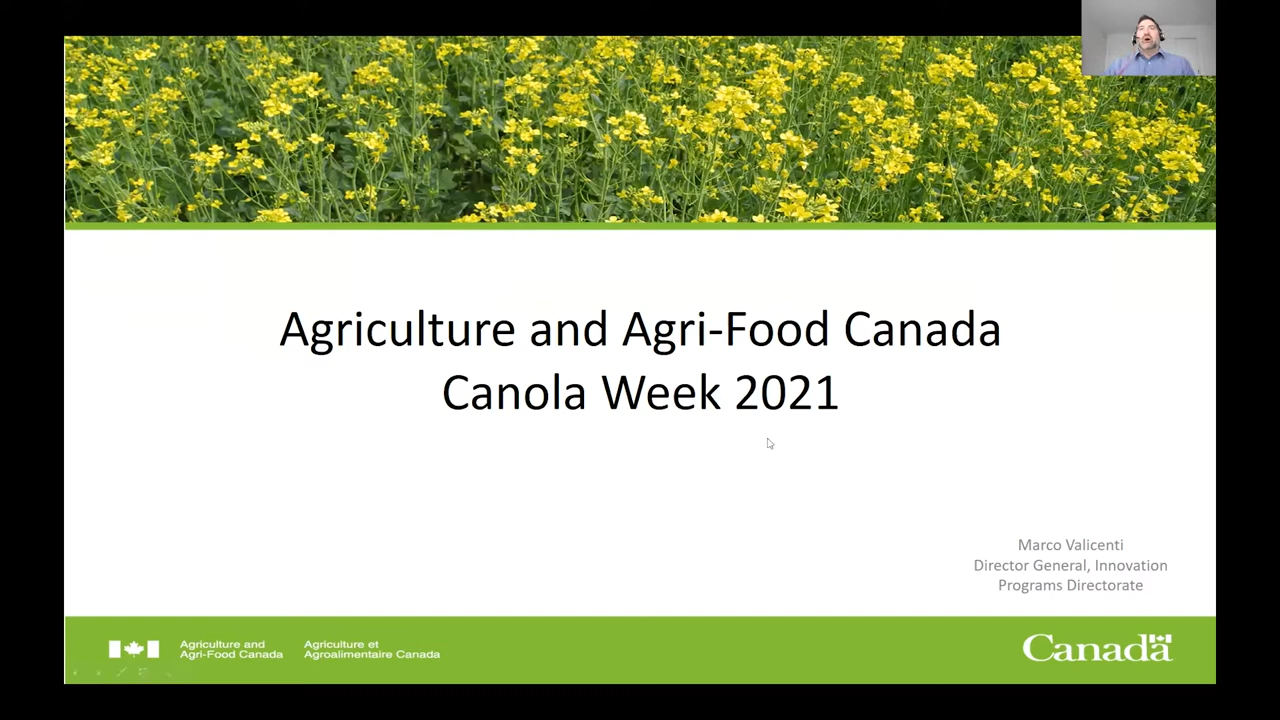 Agriculture and Agri-Food Canada
Canola Week 2021
Marco Valicenti
Director General, Innovation
Programs Directorate
Agriculture and
Agri-Food Canada
Agriculture et
Agroalimentaire Canada
Canada